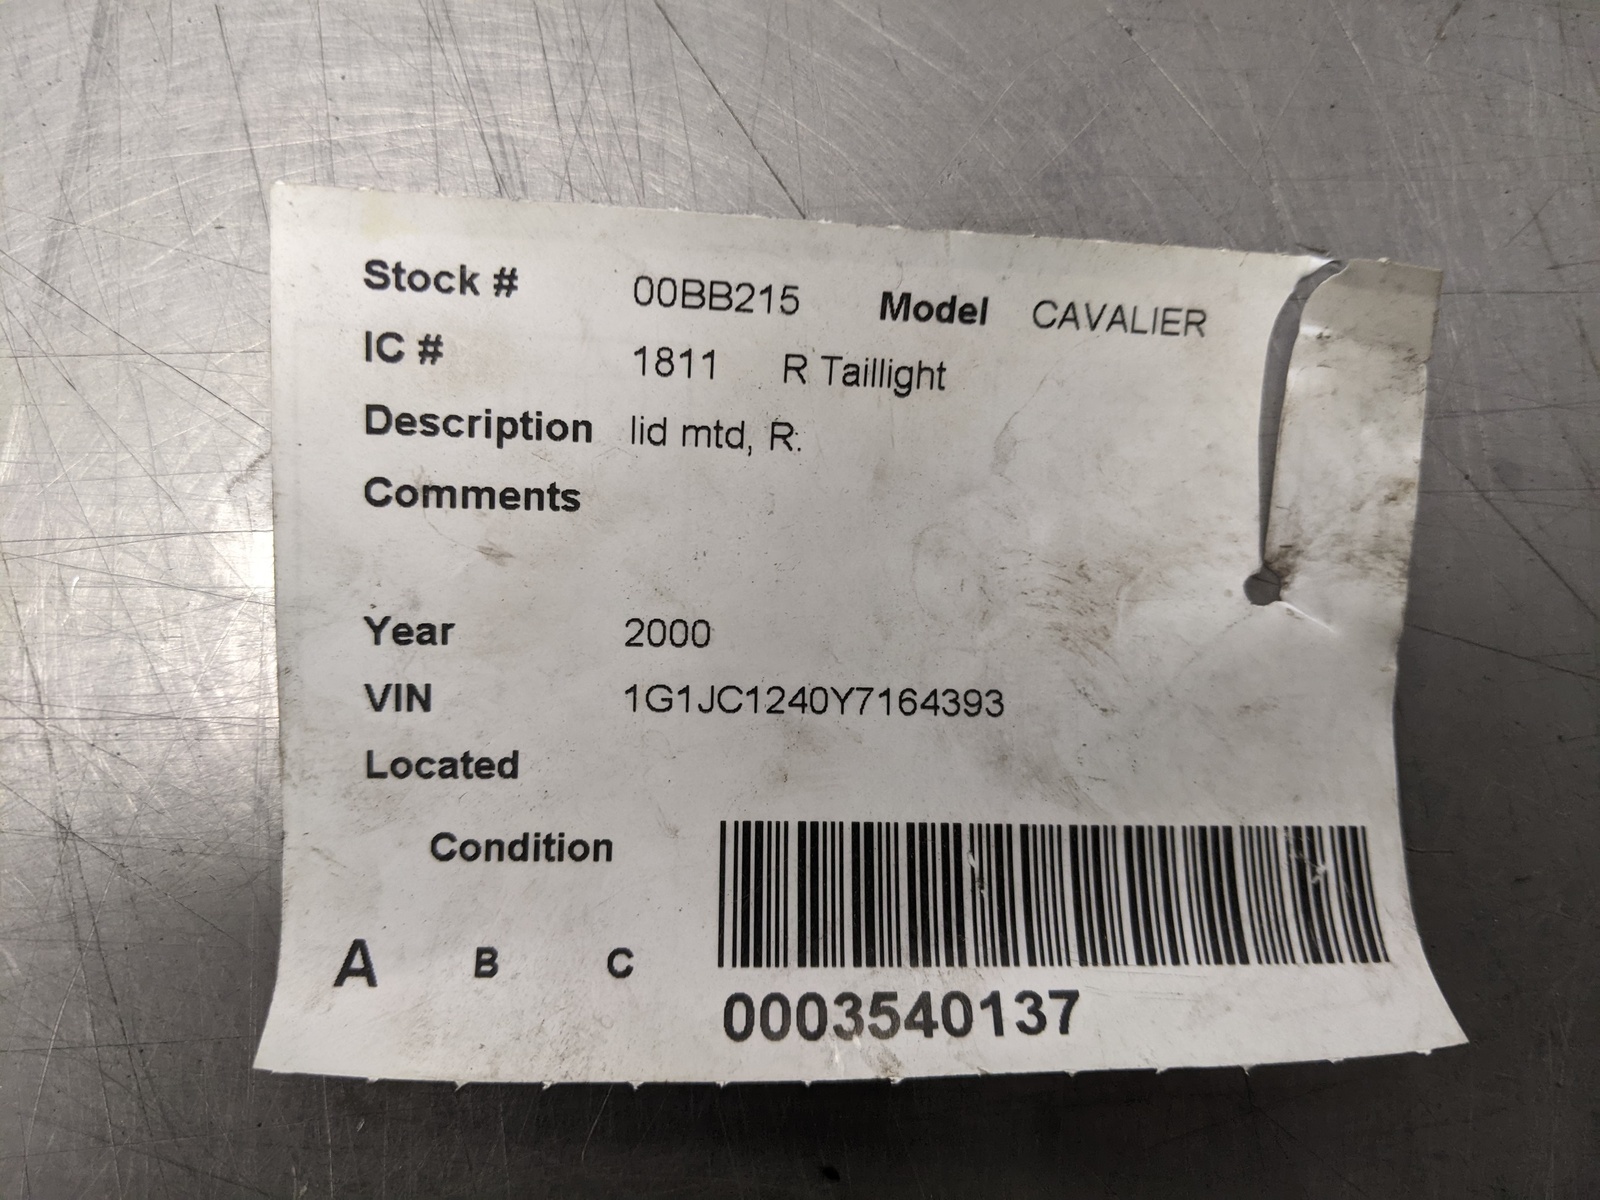 Stock # 00BB215 Model CAVALIER
IC # 1811 R Taillight
Description lid mtd, R.
Comments
Year 2000
VIN 1G1JC1240Y7164393
Located
Condition
A B C
0003540137